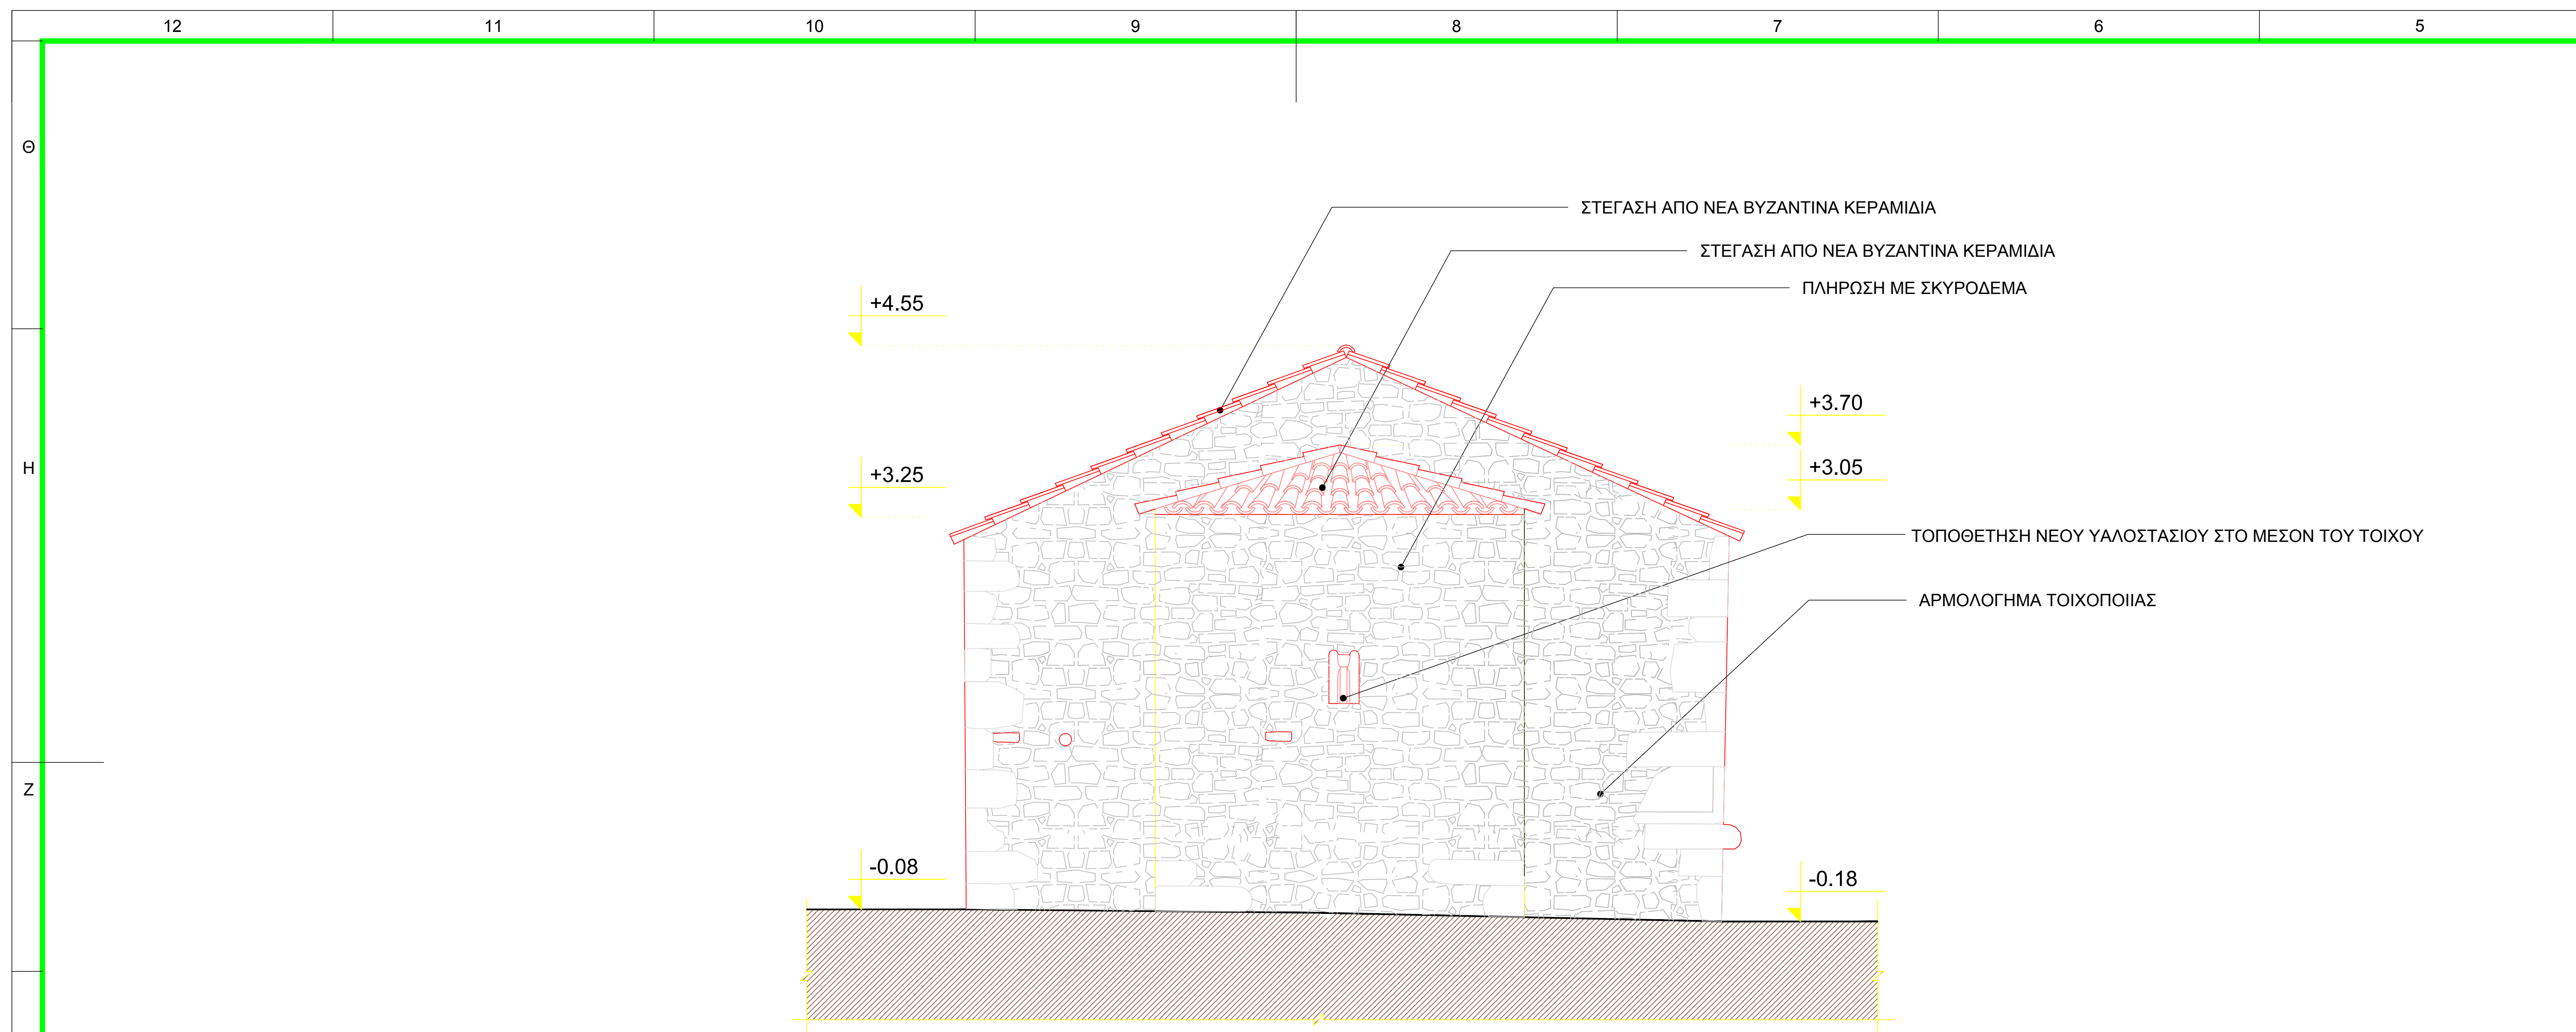 12 11 10 9 8 7 6 5
Θ
ΣΤΕΓΑΣΗ ΑΠΟ ΝΕΑ ΒΥΖΑΝΤΙΝΑ ΚΕΡΑΜΙΔΙΑ
ΣΤΕΓΑΣΗ ΑΠΟ ΝΕΑ ΒΥΖΑΝΤΙΝΑ ΚΕΡΑΜΙΔΙΑ
ΠΛΗΡΩΣΗ ΜΕ ΣΚΥΡΟΔΕΜΑ
+4.55
+3.70
Η
+3.25
+3.05
ΤΟΠΟΘΕΤΗΣΗ ΝΕΟΥ ΥΑΛΟΣΤΑΣΙΟΥ ΣΤΟ ΜΕΣΟΝ ΤΟΥ ΤΟΙΧΟΥ
ΑΡΜΟΛΟΓΗΜΑ ΤΟΙΧΟΠΟΙΙΑΣ
Ζ
-0.08
-0.18